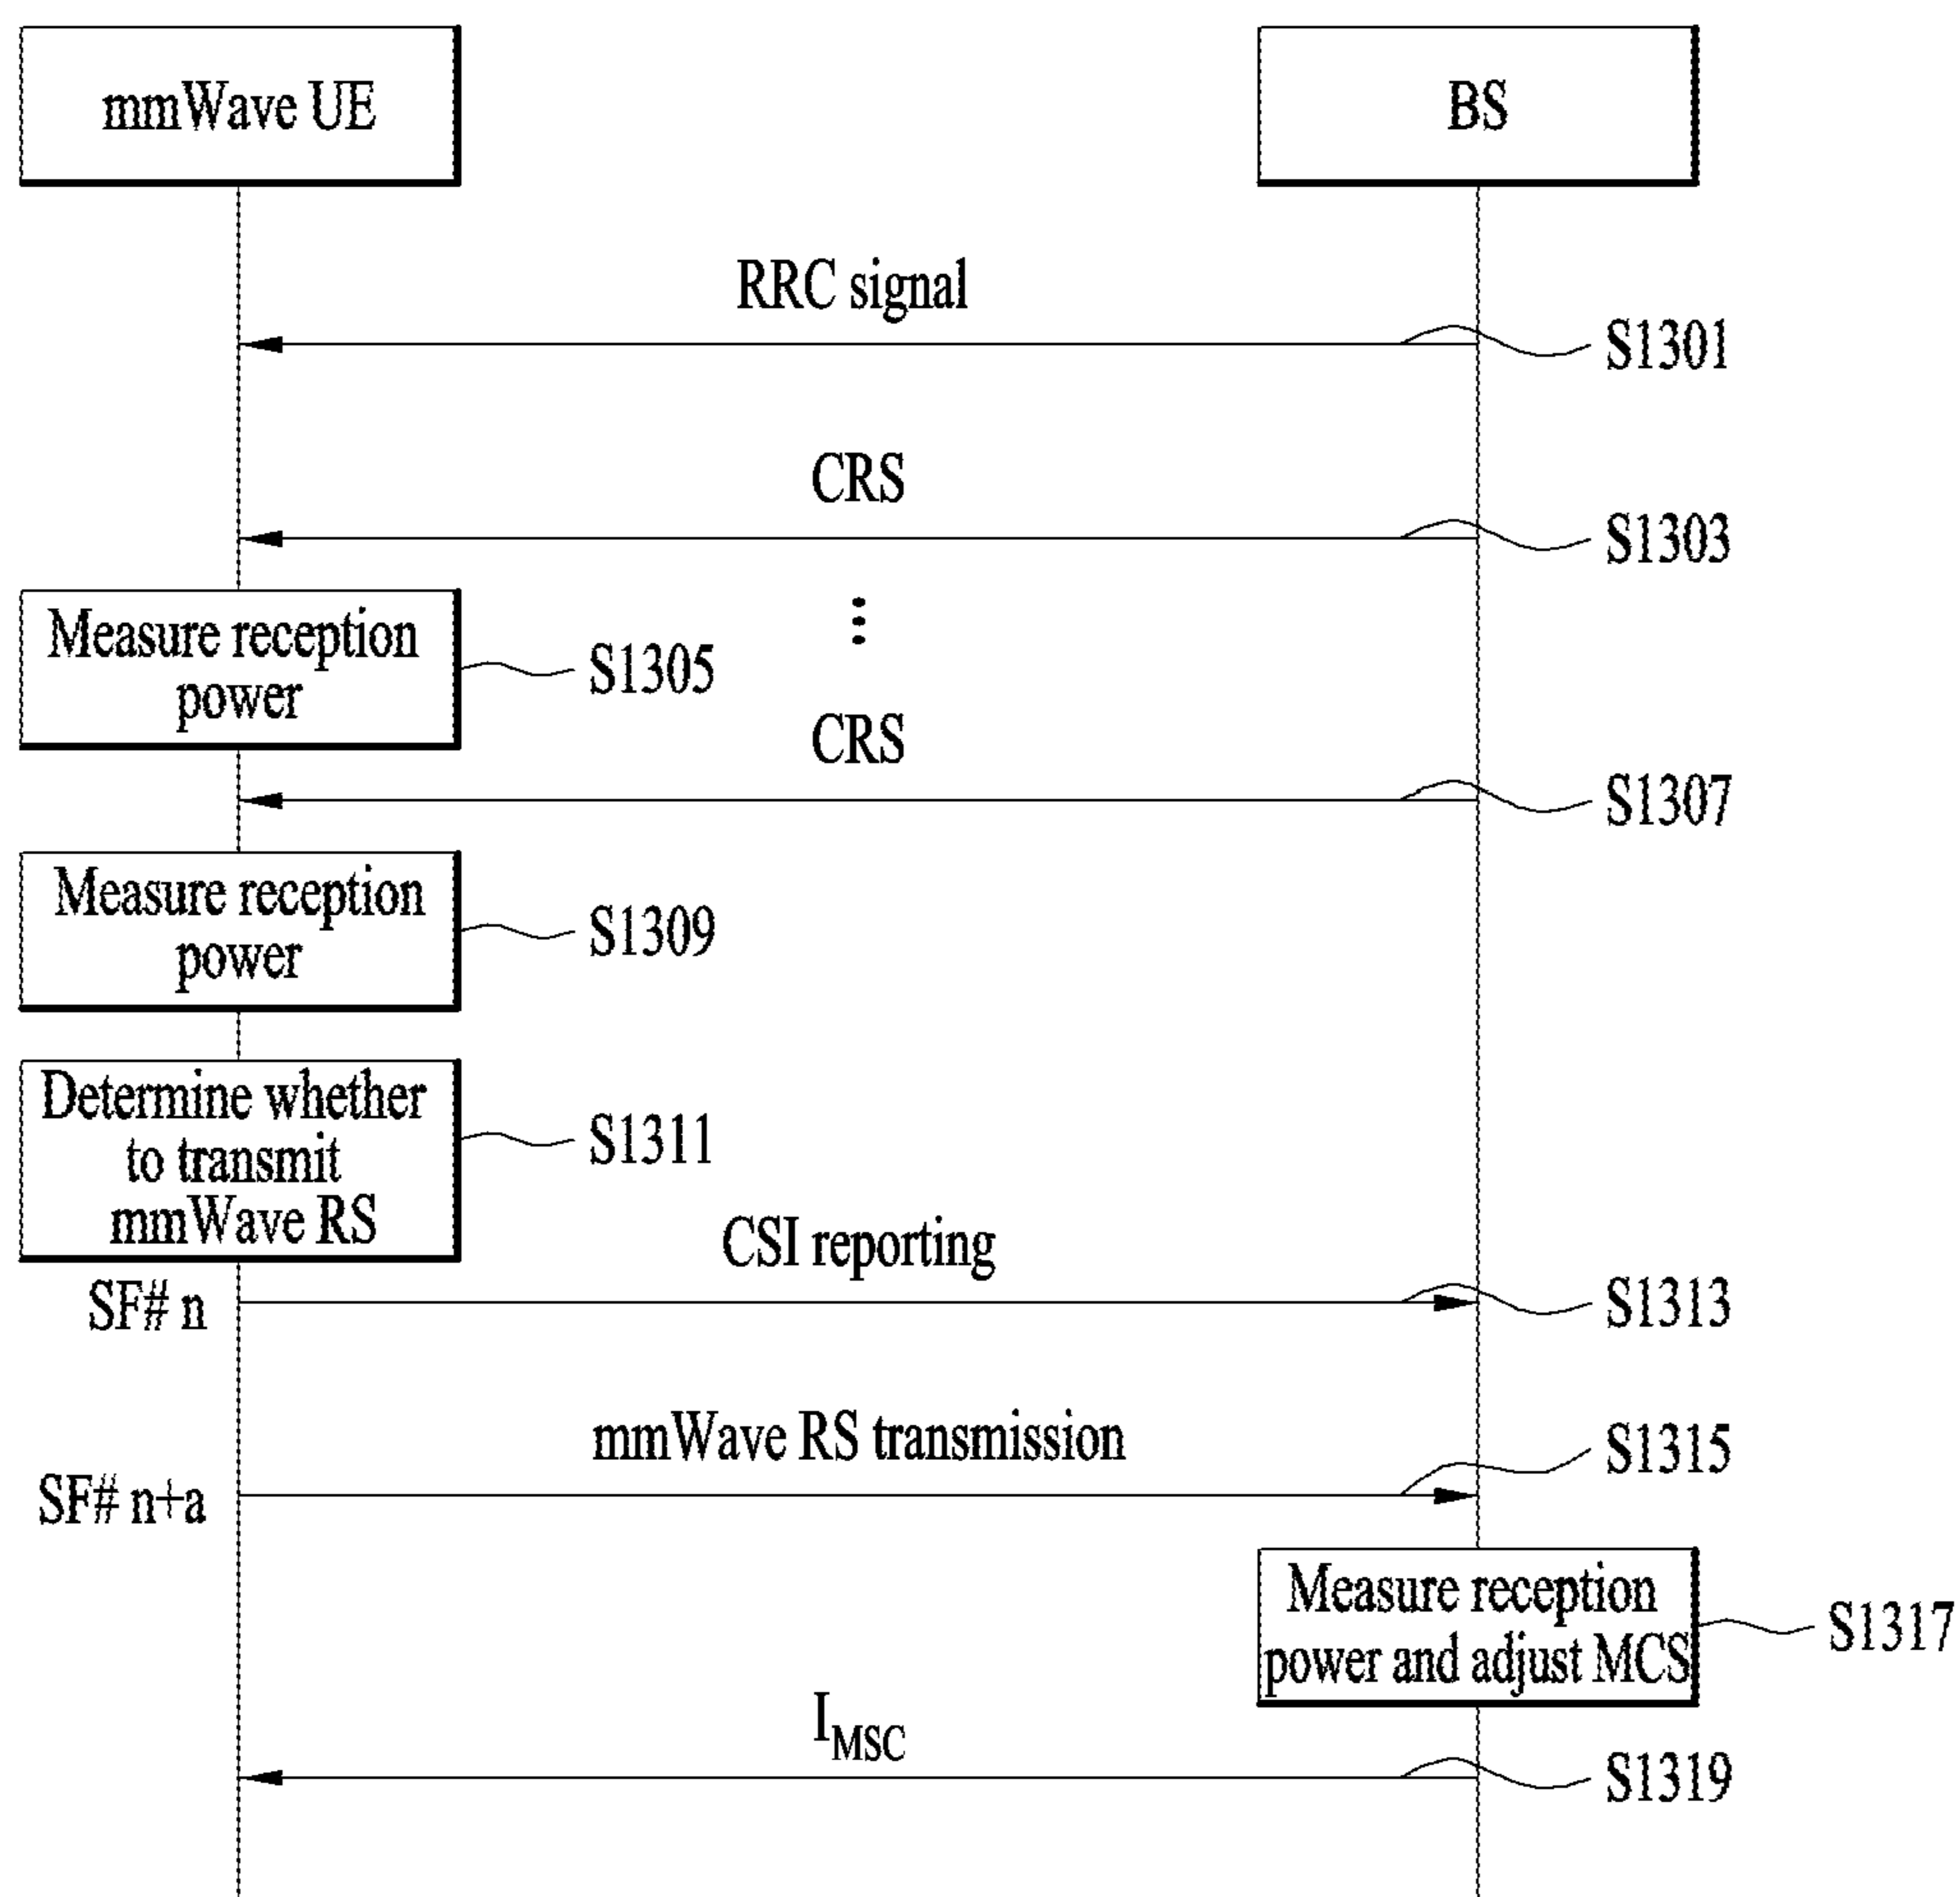 mmWave UE
BS
RRC signal
S1301
CRS
S1303
Measure reception
power
S1305
CRS
S1307
Measure reception
power
S1309
Determine whether
to transmit
mmWave RS
S1311
CSI reporting
SF# n
S1313
mmWave RS transmission
S1315
SF# n+a
Measure reception
power and adjust MCS
S1317
I_MSC
S1319